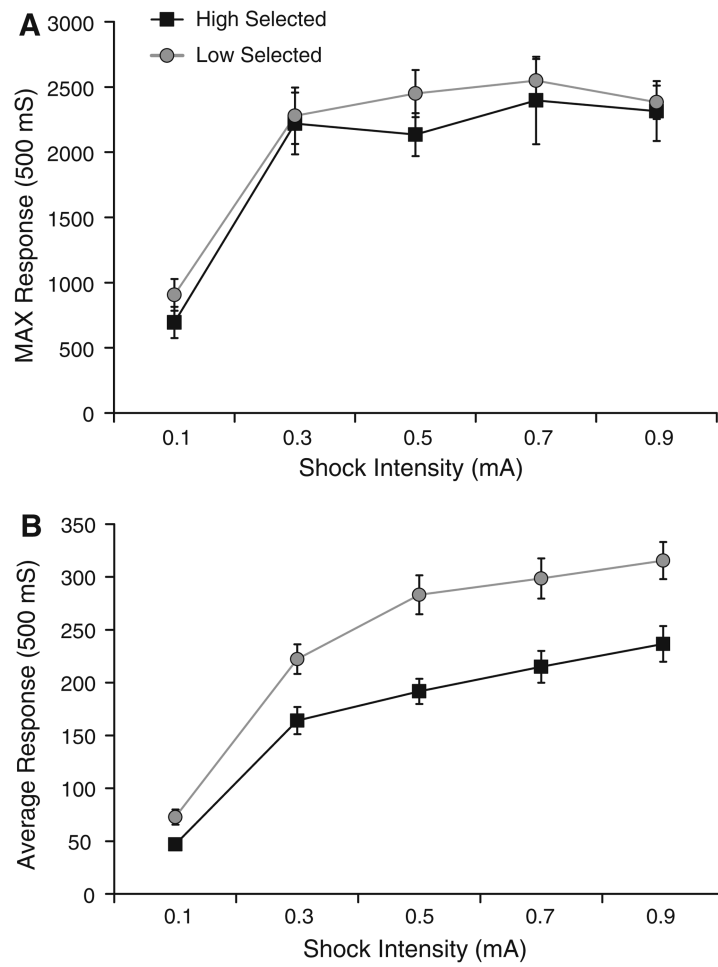 A
High Selected
Low Selected
MAX Response (500 mS)
3000
2500
2000
1500
1000
500
0
0.1 0.3 0.5 0.7 0.9
Shock Intensity (mA)
B
Average Response (500 mS)
350
300
250
200
150
100
50
0
0.1 0.3 0.5 0.7 0.9
Shock Intensity (mA)